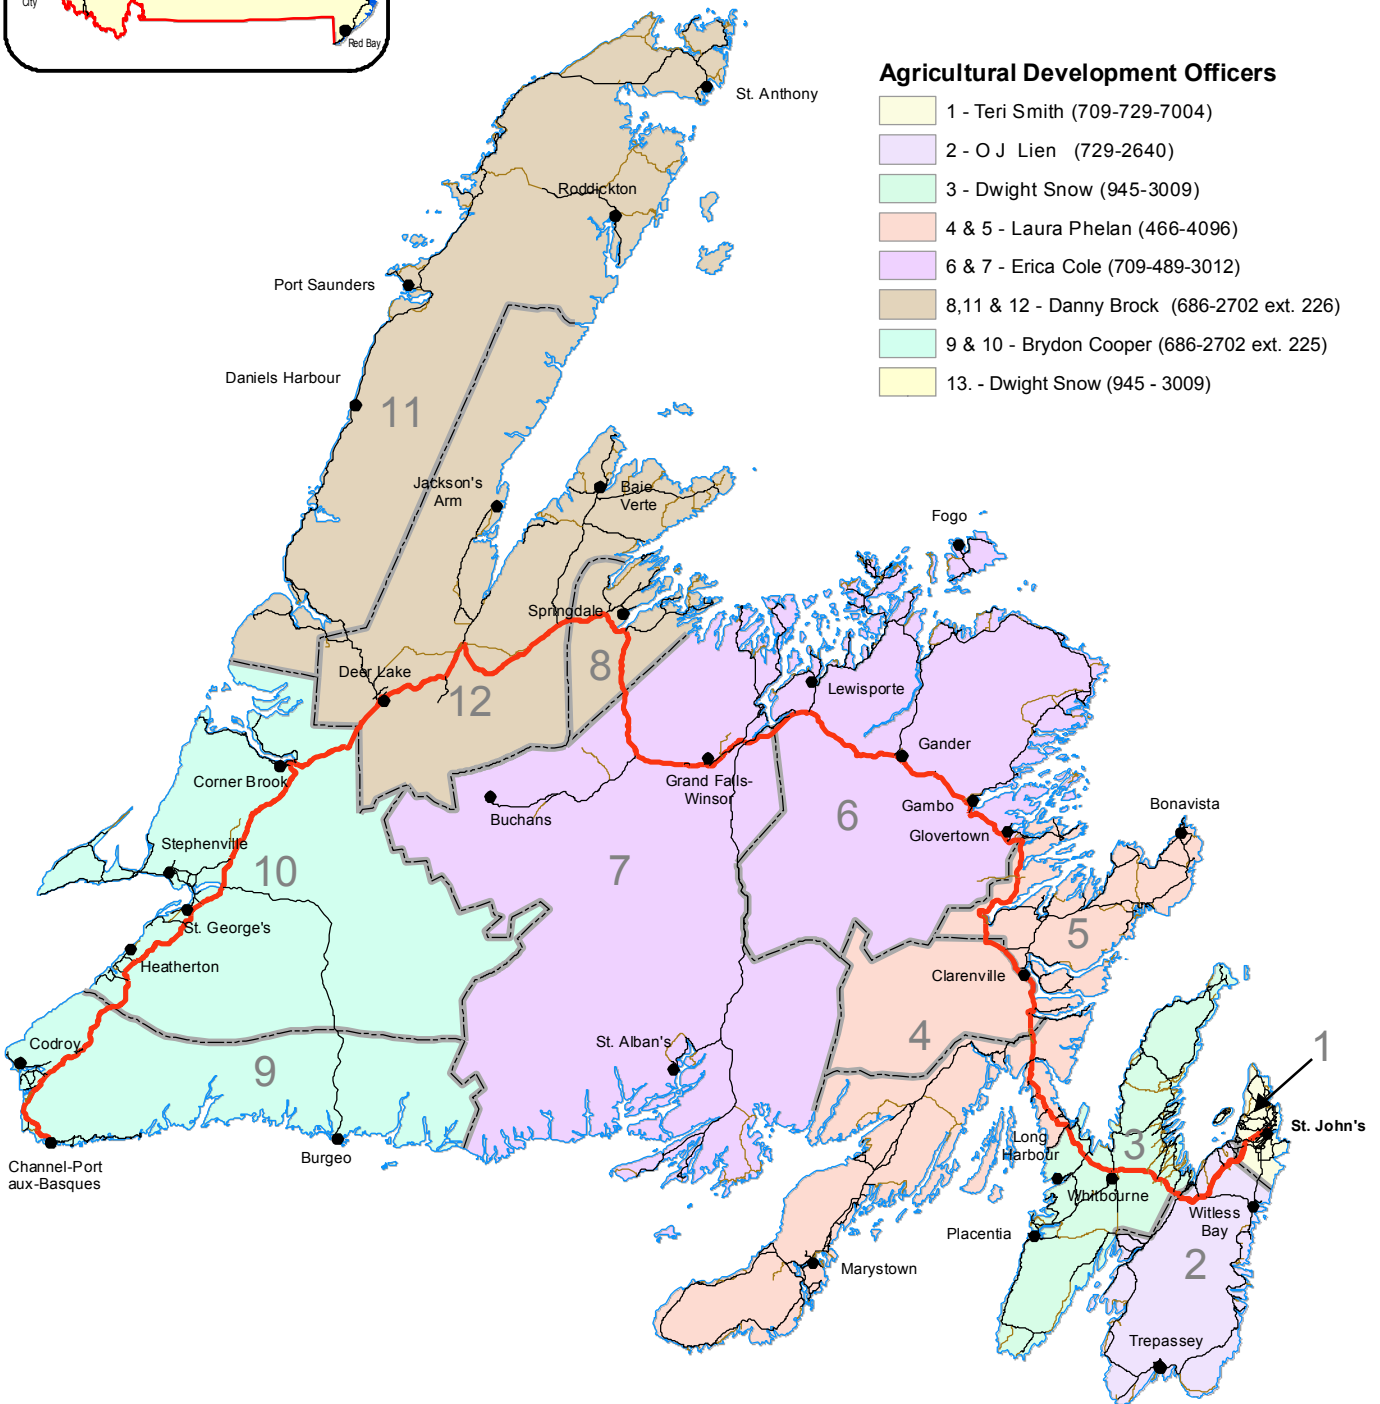 City
Red Bay
Agricultural Development Officers
1 - Teri Smith (709-729-7004)
2 - O J Lien (729-2640)
3 - Dwight Snow (945-3009)
4 & 5 - Laura Phelan (466-4096)
6 & 7 - Erica Cole (709-489-3012)
8,11 & 12 - Danny Brock (686-2702 ext. 226)
9 & 10 - Brydon Cooper (686-2702 ext. 225)
13. - Dwight Snow (945 - 3009)
St. Anthony
Roddickton
Port Saunders
Daniels Harbour
11
Jackson's
Arm
Baie
Verte
Fogo
Springdale
8
Deer Lake
12
Lewisporte
Gander
Corner Brook
Grand Falls-
Winsor
Buchans
Gambo
Glovertown
Bonavista
6
Stephenville
10
7
St. George's
5
Heatherton
Clarenville
Codroy
St. Alban's
4
9
1
St. John's
Long
Harbour
3
Channel-Port
aux-Basques
Burgeo
Whitbourne
Witless
Bay
Placentia
2
Marystown
Trepassey